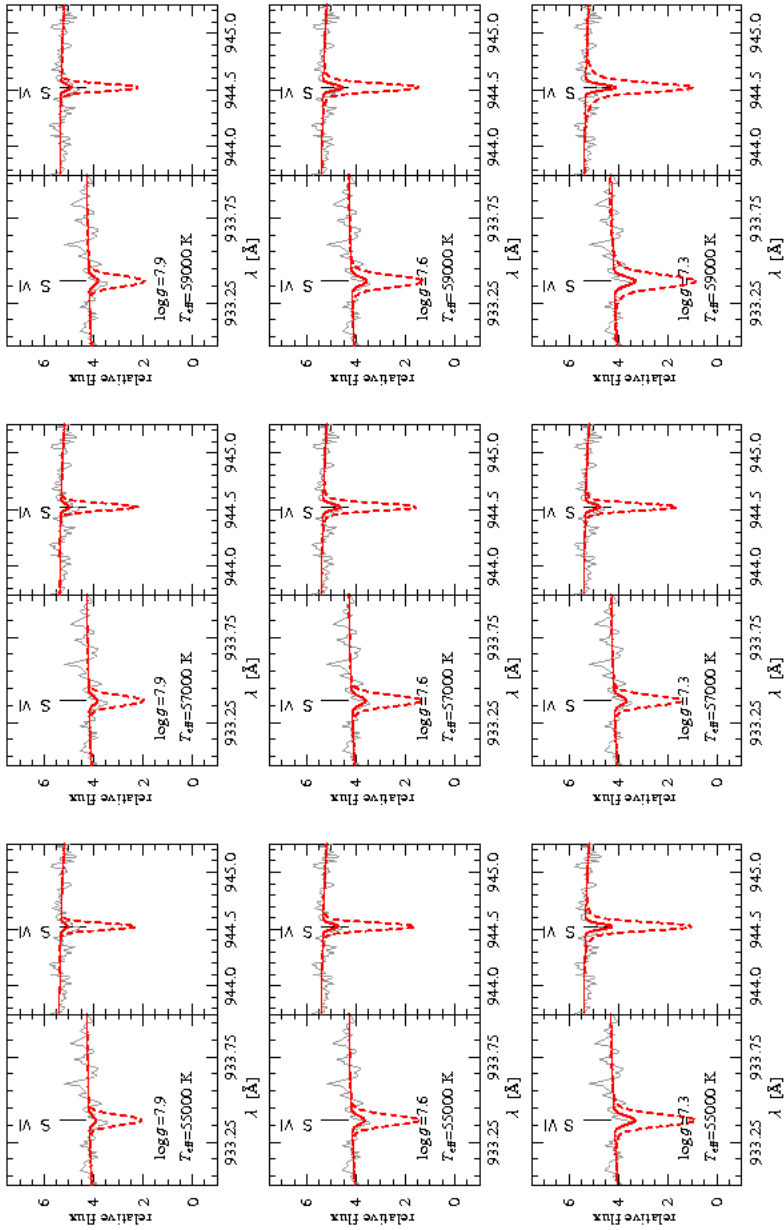 S VI
S VI
relative flux
6
4
2
0
log g=7.9
T eff=59000 K
933.25
933.75
944.0
944.5
945.0
λ [Å]
S VI
S VI
relative flux
6
4
2
0
log g=7.6
T eff=59000 K
933.25
933.75
944.0
944.5
945.0
λ [Å]
S VI
S VI
relative flux
6
4
2
0
log g=7.3
T eff=59000 K
933.25
933.75
944.0
944.5
945.0
λ [Å]
S VI
S VI
relative flux
6
4
2
0
log g=7.9
T eff=57000 K
933.25
933.75
944.0
944.5
945.0
λ [Å]
S VI
S VI
relative flux
6
4
2
0
log g=7.6
T eff=57000 K
933.25
933.75
944.0
944.5
945.0
λ [Å]
S VI
S VI
relative flux
6
4
2
0
log g=7.3
T eff=57000 K
933.25
933.75
944.0
944.5
945.0
λ [Å]
S VI
S VI
relative flux
6
4
2
0
log g=7.9
T eff=55000 K
933.25
933.75
944.0
944.5
945.0
λ [Å]
S VI
S VI
relative flux
6
4
2
0
log g=7.6
T eff=55000 K
933.25
933.75
944.0
944.5
945.0
λ [Å]
S VI
S VI
relative flux
6
4
2
0
log g=7.3
T eff=55000 K
933.25
933.75
944.0
944.5
945.0
λ [Å]